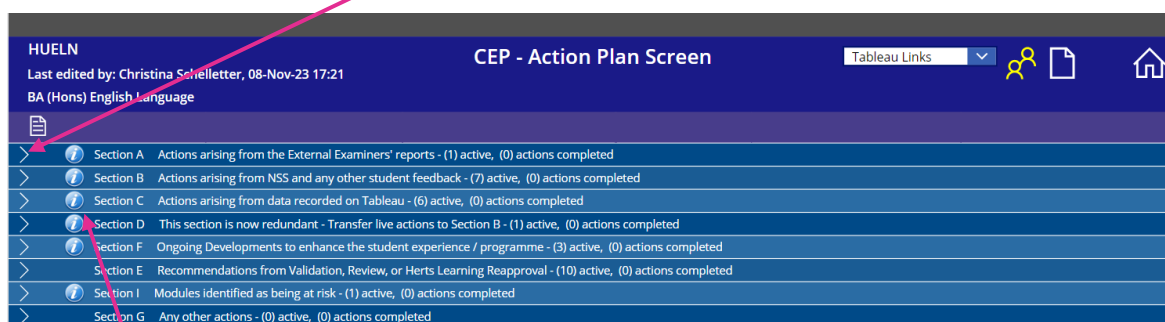 HUELN
CEP - Action Plan Screen
Tableau Links
Last edited by: Christina Schelletter, 08-Nov-23 17:21
BA (Hons) English Language
Section A Actions arising from the External Examiners' reports - (1) active, (0) actions completed
Section B Actions arising from NSS and any other student feedback - (7) active, (0) actions completed
Section C Actions arising from data recorded on Tableau - (6) active, (0) actions completed
Section D This section is now redundant - Transfer live actions to Section B - (1) active, (0) actions completed
Section F Ongoing Developments to enhance the student experience / programme - (3) active, (0) actions completed
Section E Recommendations from Validation, Review, or Herts Learning Reapproval - (10) active, (0) actions completed
Section I Modules identified as being at risk - (1) active, (0) actions completed
Section G Any other actions - (0) active, (0) actions completed